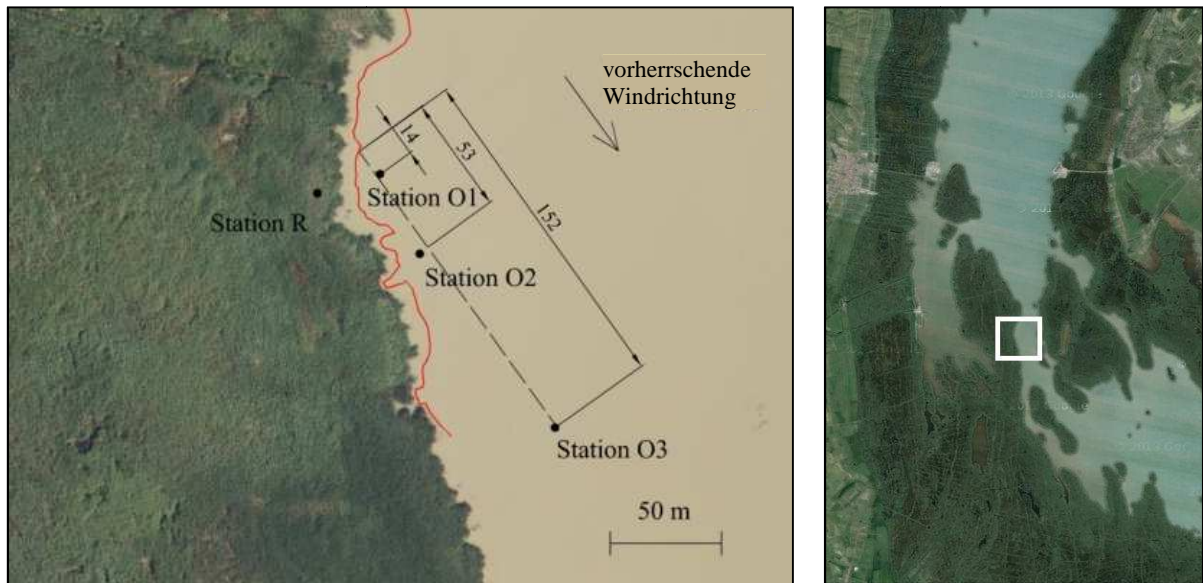 vorherrschende
Windrichtung
14
53
152
Station O1
Station R
Station O2
Station O3
50 m